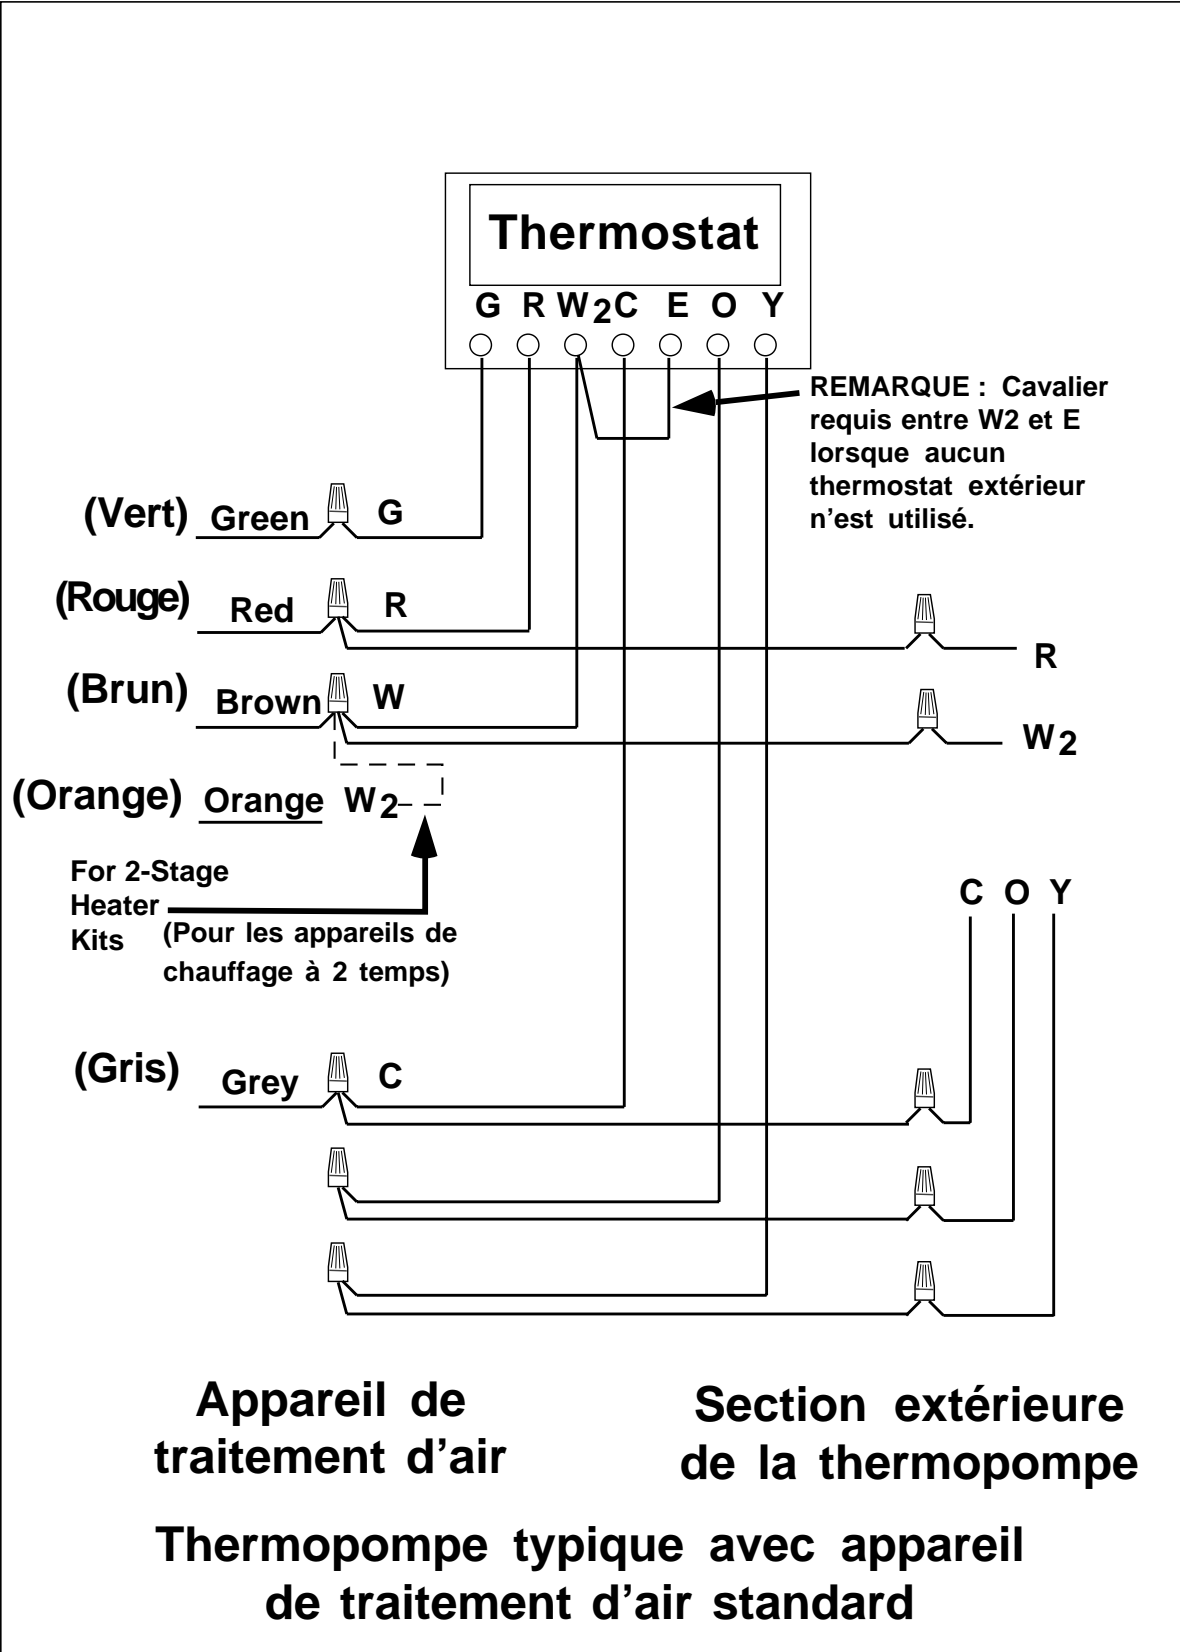 Thermostat
G R W2 C E O Y
REMARQUE : Cavalier
requis entre W2 et E
lorsque aucun
thermostat extérieur
n’est utilisé.
(Vert) Green G
(Rouge) Red R
R
(Brun) Brown W
W2
(Orange) Orange W2
For 2-Stage
Heater
Kits
(Pour les appareils de
chauffage à 2 temps)
C O Y
(Gris) Grey C
Appareil de
traitement d’air
Section extérieure
de la thermopompe
Thermopompe typique avec appareil
de traitement d’air standard